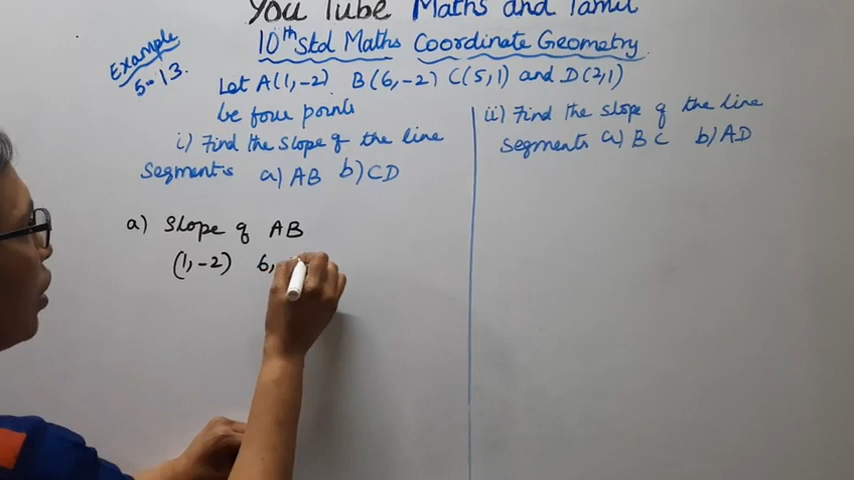 You Tube Maths and Tamil
10th Std Maths Coordinate Geometry
Example
5-13.
Let A(1,-2) B(6,-2) C(5,1) and D(2,1)
be four points
i) Find the slope of the line
segments a) AB b) CD
a) Slope of AB
(1,-2) 6,
ii) Find the slope of the line
segments a) BC b) AD